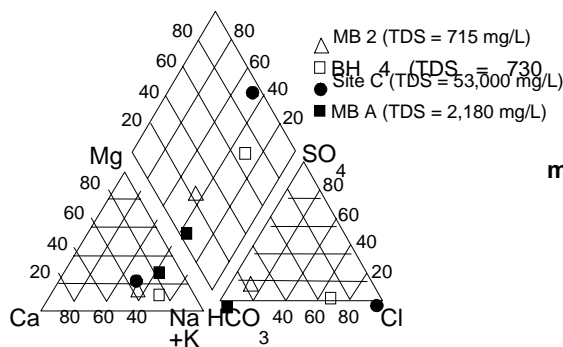 80 80
MB 2 (TDS = 715 mg/L)
60 60
BH 4 (TDS = 730
Site C (TDS = 53,000 mg/L)
40 40
MB A (TDS = 2,180 mg/L)
20 20
Mg SO
4
m
80 80
60 60
40 40
20 20
Ca 80 60 40 Na HCO 60 40 80 Cl
+K 3